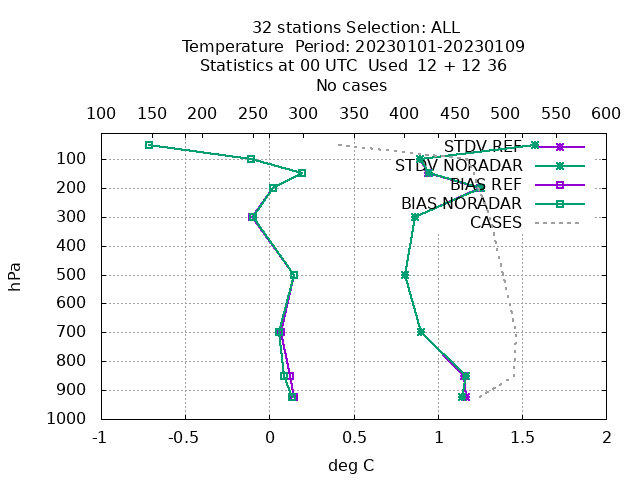 32 stations Selection: ALL
Temperature  Period: 20230101-20230109
Statistics at 00 UTC  Used  12 + 12 36
No cases
100 150 200 250 300 350 400 450 500 550 600
STDV REF
STDV NORADAR
BIAS REF
BIAS NORADAR
CASES
100
200
300
400
500
600
700
800
900
1000
hPa
-1 -0.5 0 0.5 1 1.5 2
deg C